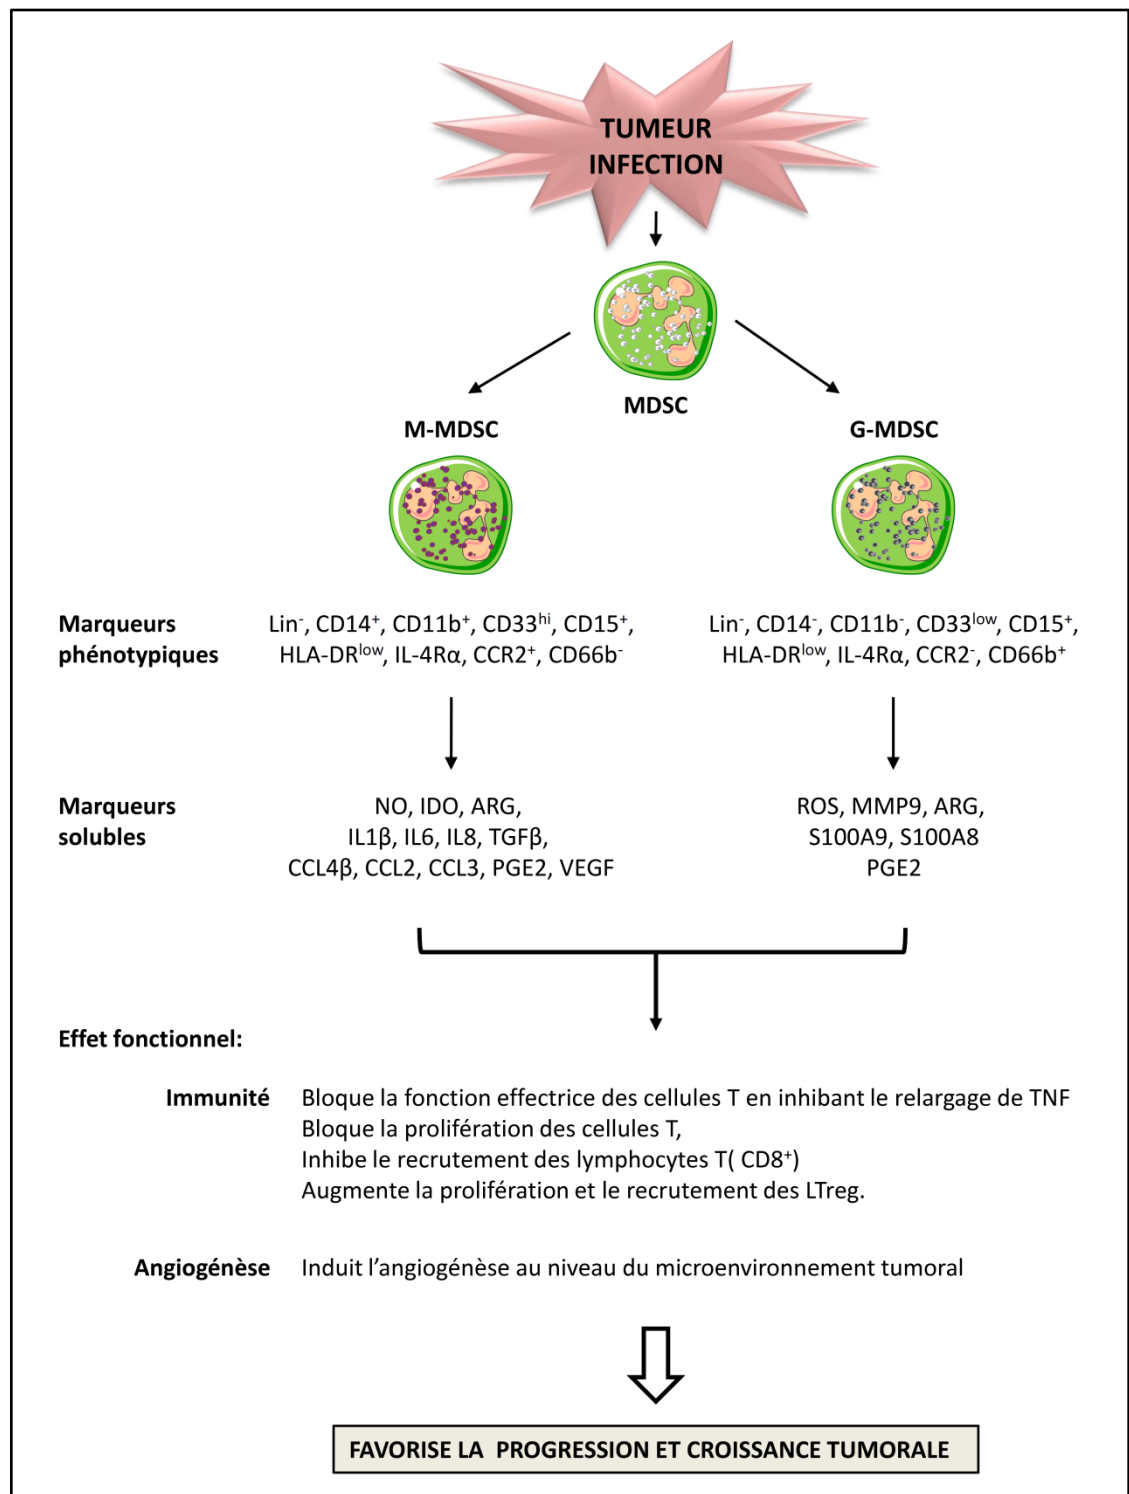 TUMEUR
INFECTION
MDSC
M-MDSC
G-MDSC
Marqueurs phénotypiques
Lin⁻, CD14⁺, CD11b⁺, CD33ʰⁱ, CD15⁺,
HLA-DRˡᵒʷ, IL-4Rα, CCR2⁺, CD66b⁻
Lin⁻, CD14⁻, CD11b⁻, CD33ˡᵒʷ, CD15⁺,
HLA-DRˡᵒʷ, IL-4Rα, CCR2⁻, CD66b⁺
Marqueurs
solubles
NO, IDO, ARG,
IL1β, IL6, IL8, TGFβ,
CCL4β, CCL2, CCL3, PGE2, VEGF
ROS, MMP9, ARG,
S100A9, S100A8
PGE2
Effet fonctionnel:
Immunité
Bloque la fonction effectrice des cellules T en inhibant le relargage de TNF
Bloque la prolifération des cellules T,
Inhibe le recrutement des lymphocytes T( CD8⁺)
Augmente la prolifération et le recrutement des LTreg.
Angiogénèse
Induit l’angiogénèse au niveau du microenvironnement tumoral
FAVORISE LA PROGRESSION ET CROISSANCE TUMORALE